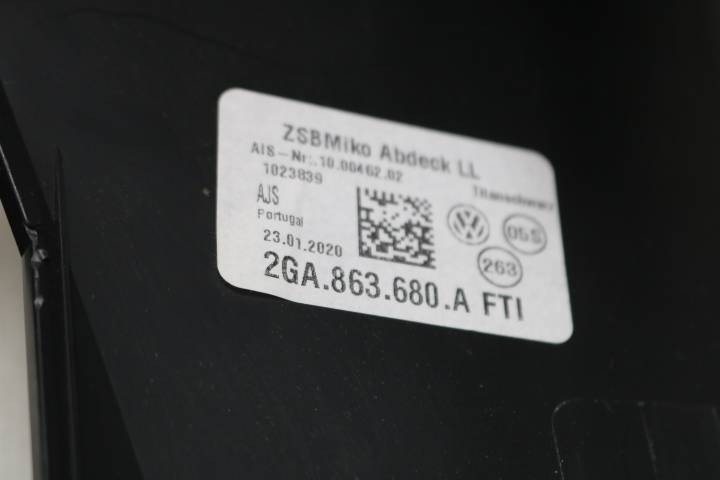 ZSBMiko Abdeck LL
AIS-Nr.:10.00462.02
1023839
Titanschwarz
AJS
Portugal
05S
263
23.01.2020
2GA.863.680.A FTI